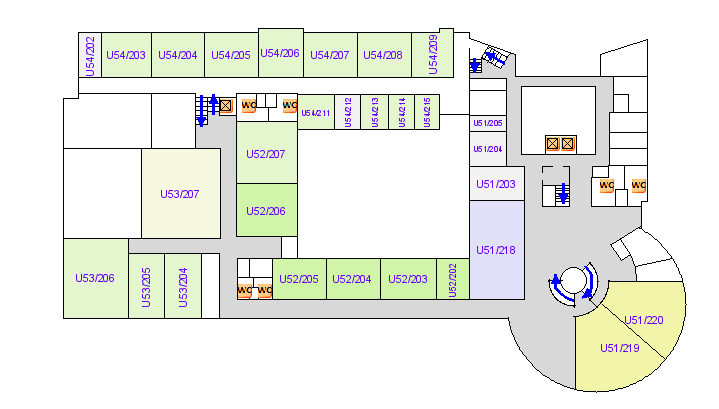 U54/202
U54/203
U54/204
U54/205
U54/206
U54/207
U54/208
U54/209
WC
WC
U54/211
U54/212
U54/213
U54/214
U54/215
U51/205
U51/204
U52/207
U53/207
U51/203
WC
WC
U52/206
U51/218
U53/206
U53/205
U53/204
WC
WC
U52/205
U52/204
U52/203
U52/202
U51/220
U51/219